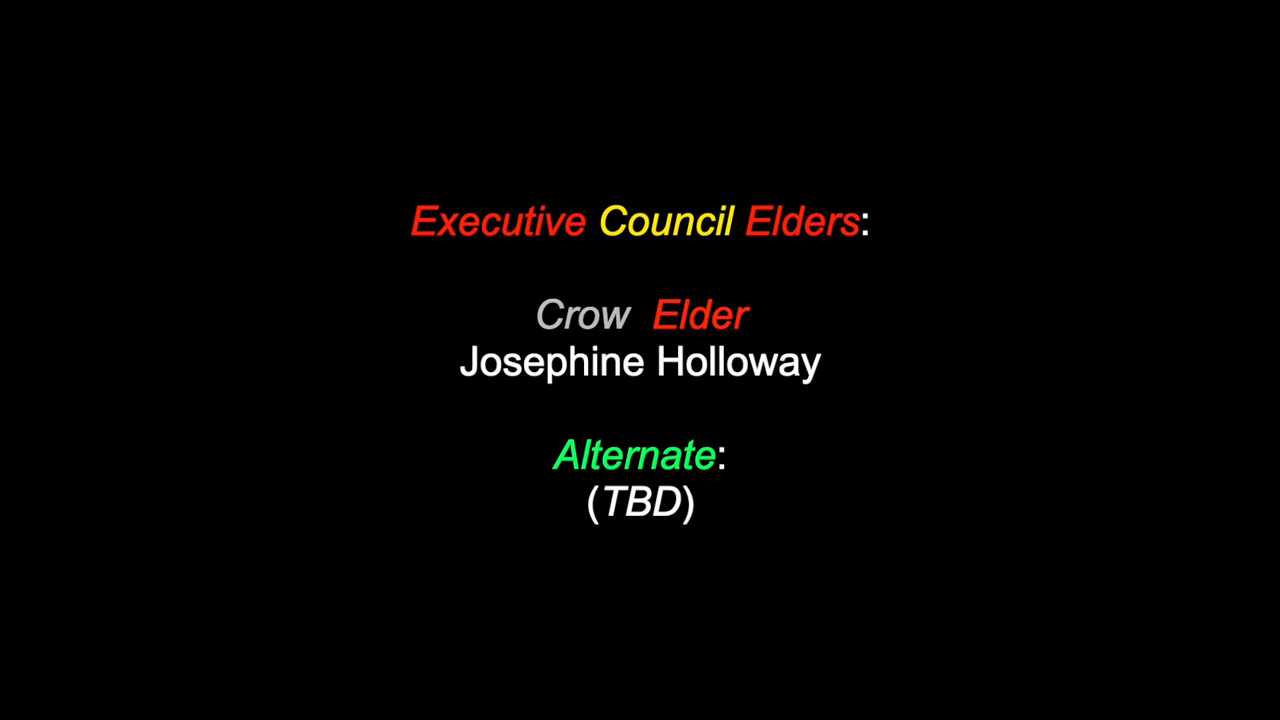 Executive Council Elders:
Crow Elder
Josephine Holloway
Alternate:
(TBD)